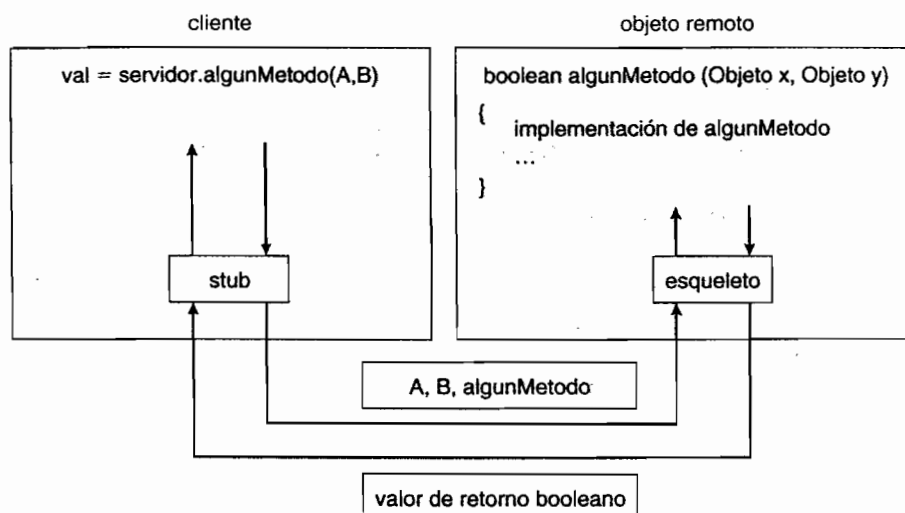 cliente
objeto remoto
val = servidor.algunMetodo(A,B)
boolean algunMetodo (Objeto x, Objeto y)
{
implementación de algunMetodo
...
}
stub
esqueleto
A, B, algunMetodo
valor de retorno booleano